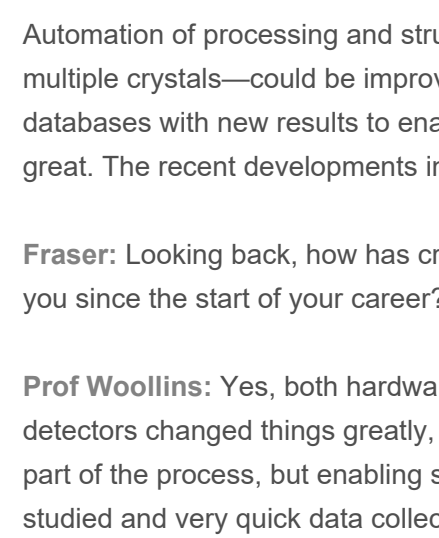 Automation of processing and stru
multiple crystals—could be improv
databases with new results to ena
great. The recent developments in
Fraser: Looking back, how has cr
you since the start of your career?
Prof Woollins: Yes, both hardwa
detectors changed things greatly,
part of the process, but enabling s
studied and very quick data collec